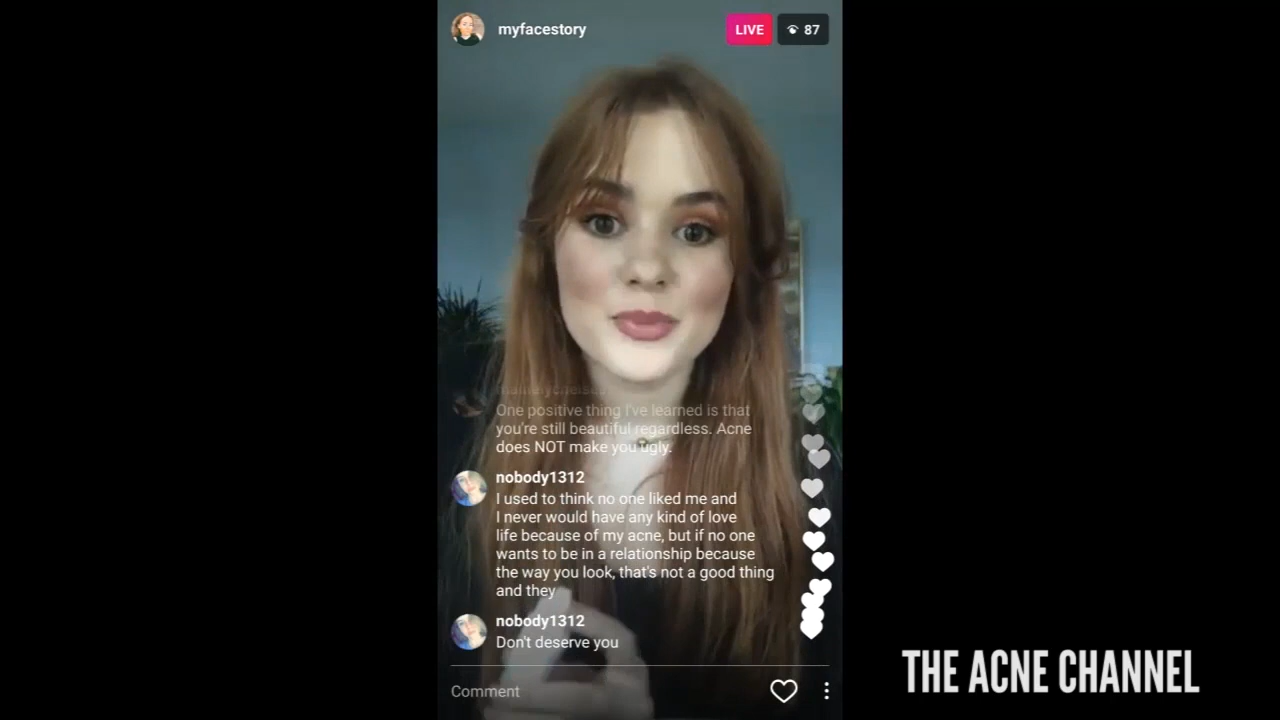 myfacestory
LIVE
87
One positive thing I've learned is that
you're still beautiful regardless. Acne
does NOT make you ugly.
nobody1312
I used to think no one liked me and
I never would have any kind of love
life because of my acne, but if no one
wants to be in a relationship because
the way you look, that's not a good thing
and they
nobody1312
Don't deserve you
Comment
THE ACNE CHANNEL